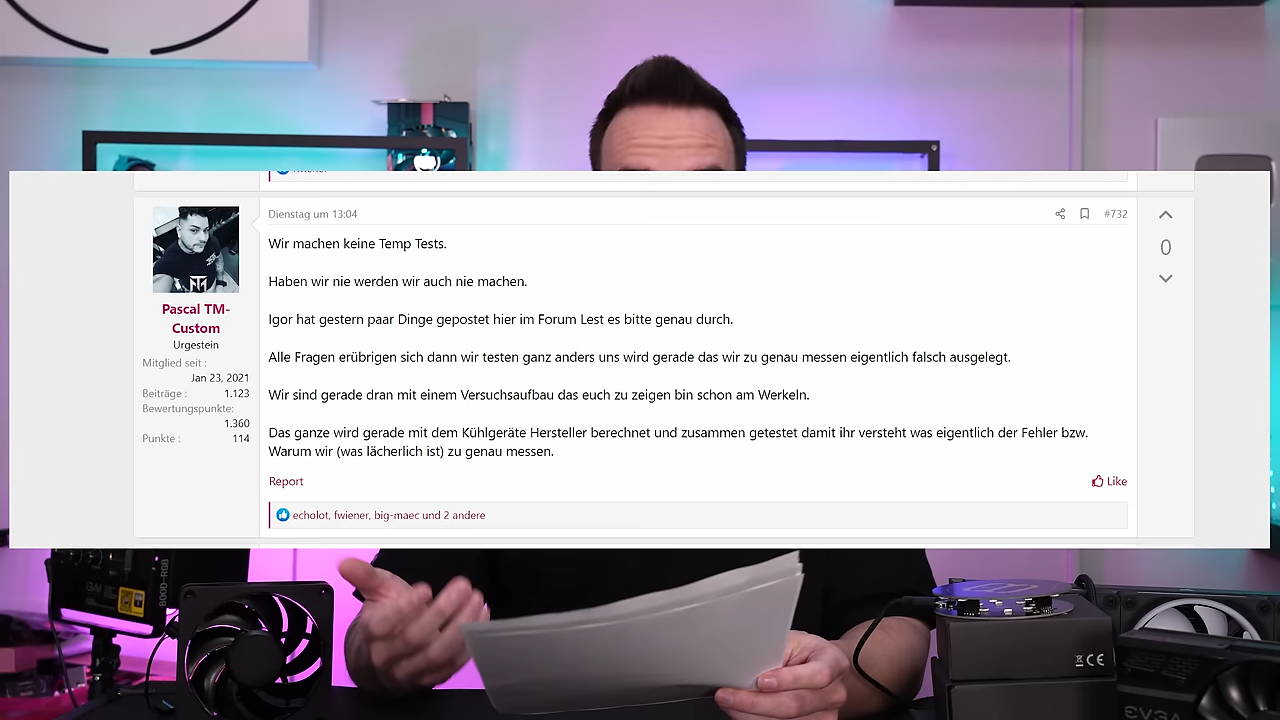 Dienstag um 13:04
#732
Wir machen keine Temp Tests.
Haben wir nie werden wir auch nie machen.
Igor hat gestern paar Dinge gepostet hier im Forum Lest es bitte genau durch.
Alle Fragen erübrigen sich dann wir testen ganz anders uns wird gerade das wir zu genau messen eigentlich falsch ausgelegt.
Wir sind gerade dran mit einem Versuchsaufbau das euch zu zeigen bin schon am Werkeln.
Das ganze wird gerade mit dem Kühlgeräte Hersteller berechnet und zusammen getestet damit ihr versteht was eigentlich der Fehler bzw.
Warum wir (was lächerlich ist) zu genau messen.
Report
Like
echolot, fwiener, big-maec und 2 andere
Pascal TM-
Custom
Urgestein
Mitglied seit :
Jan 23, 2021
Beiträge :
1.123
Bewertungspunkte:
1.360
Punkte :
114
0
800D-RGB
CE
EVGA